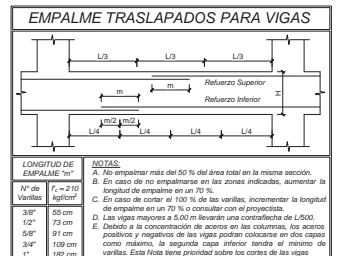 EMPALME TRASLAPADOS PARA VIGAS
L/3
L/3
L/3
m
m
Refuerzo Superior
Refuerzo Inferior
H
m/2
m/2
L/4
L/4
L/4
L/4
LONGITUD DE
EMPALME "m"
N° de
Varillas
f'c = 210
kgf/cm²
3/8" 55 cm
1/2" 73 cm
5/8" 91 cm
3/4" 109 cm
1" 182 cm
NOTAS:
A. No empalmar más del 50 % del área total en la misma sección.
B. En caso de no empalmarse en las zonas indicadas, aumentar la
longitud de empalme en un 70 %.
C. En caso de cortar el 100 % de las varillas, incrementar la longitud
de empalme en un 70 % o consultar con proyectista.
D. Las vigas mayores a 5.00 m llevarán una contraflecha de L/500.
E. Debido a la concentración de aceros en las columnas, los aceros
positivos y negativos de las vigas podran colocarse en dos capas
como máximo, la segunda capa inferior tendra el mínimo de
varillas. Esta Nota tiene prioridad sobre los cortes de las vigas